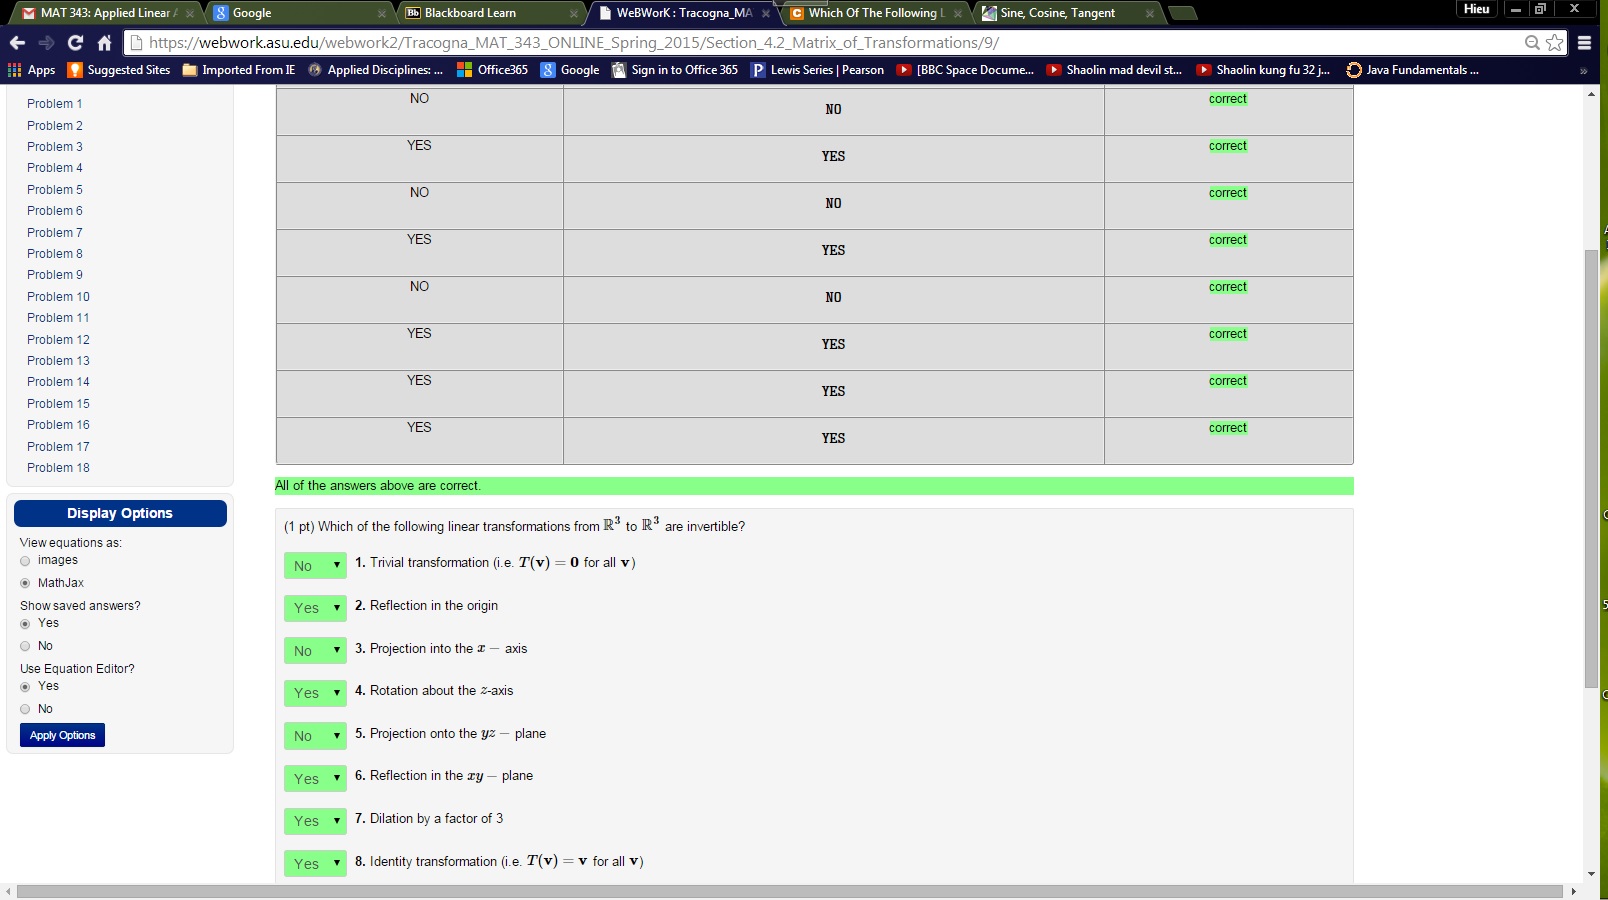 MAT 343: Applied Linear A
Google
Blackboard Learn
WeBWorK : Tracogna_MA
Which Of The Following L
Sine, Cosine, Tangent
Hieu
https://webwork.asu.edu/webwork2/Tracogna_MAT_343_ONLINE_Spring_2015/Section_4.2_Matrix_of_Transformations/9/
Apps Suggested Sites Imported From IE Applied Disciplines: ... Office365 Google Sign in to Office 365 Lewis Series | Pearson [BBC Space Docume... Shaolin mad devil st... Shaolin kung fu 32 j... Java Fundamentals ... »
Problem 1
Problem 2
Problem 3
Problem 4
Problem 5
Problem 6
Problem 7
Problem 8
Problem 9
Problem 10
Problem 11
Problem 12
Problem 13
Problem 14
Problem 15
Problem 16
Problem 17
Problem 18
Display Options
View equations as:
images
MathJax
Show saved answers?
Yes
No
Use Equation Editor?
Yes
No
Apply Options
NO NO correct
YES YES correct
NO NO correct
YES YES correct
NO NO correct
YES YES correct
YES YES correct
YES YES correct
All of the answers above are correct.
(1 pt) Which of the following linear transformations from ℝ³ to ℝ³ are invertible?
No 1. Trivial transformation (i.e. T(v) = 0 for all v)
Yes 2. Reflection in the origin
No 3. Projection into the x − axis
Yes 4. Rotation about the z-axis
No 5. Projection onto the yz − plane
Yes 6. Reflection in the xy − plane
Yes 7. Dilation by a factor of 3
Yes 8. Identity transformation (i.e. T(v) = v for all v)